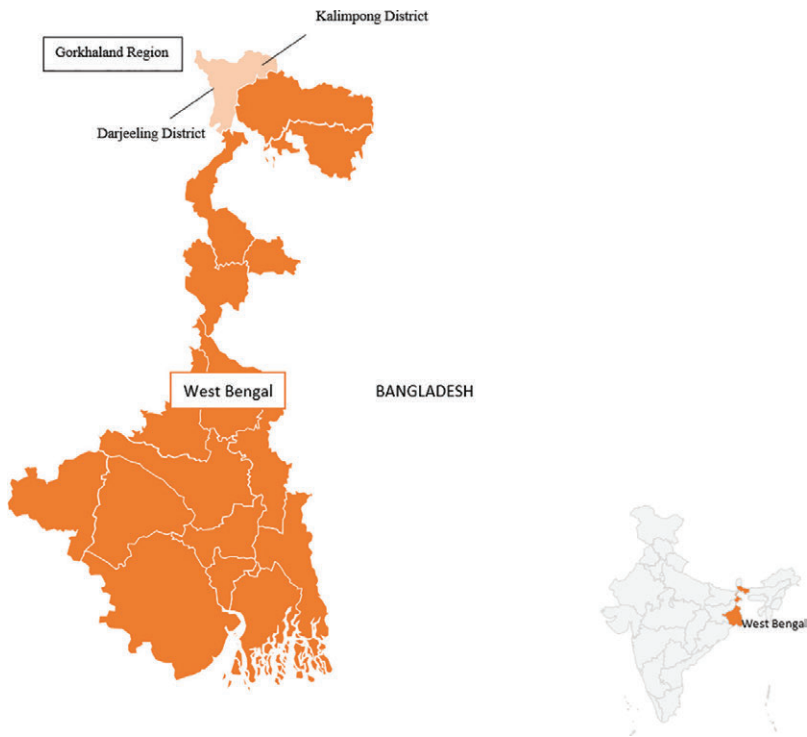 Kalimpong District
Gorkhaland Region
Darjeeling District
West Bengal
BANGLADESH
West Bengal